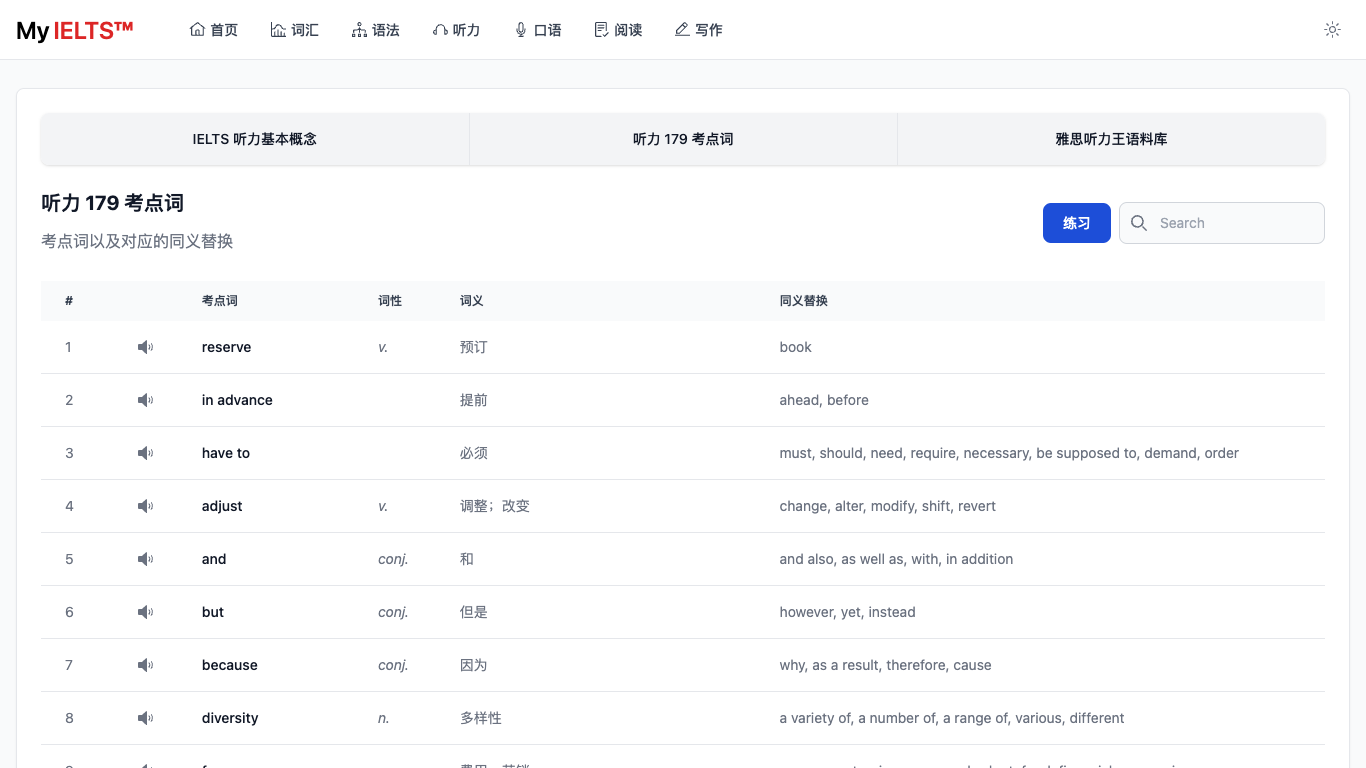 My IELTS™ 首页 词汇 语法 听力 口语 阅读 写作
IELTS 听力基本概念 听力 179 考点词 雅思听力王语料库
听力 179 考点词
考点词以及对应的同义替换
练习 Search
# 考点词 词性 词义 同义替换
1 reserve v. 预订 book
2 in advance 提前 ahead, before
3 have to 必须 must, should, need, require, necessary, be supposed to, demand, order
4 adjust v. 调整；改变 change, alter, modify, shift, revert
5 and conj. 和 and also, as well as, with, in addition
6 but conj. 但是 however, yet, instead
7 because conj. 因为 why, as a result, therefore, cause
8 diversity n. 多样性 a variety of, a number of, a range of, various, different